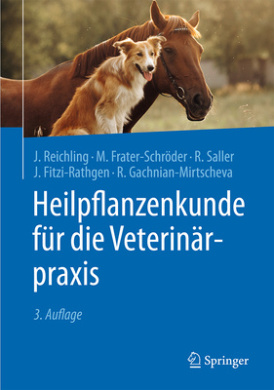 J. Reichling • M. Frater-Schröder • R. Saller
J. Fitzi-Rathgen • R. Gachnian-Mirtscheva
Heilpflanzenkunde
für die Veterinär-
praxis
3. Auflage
Springer